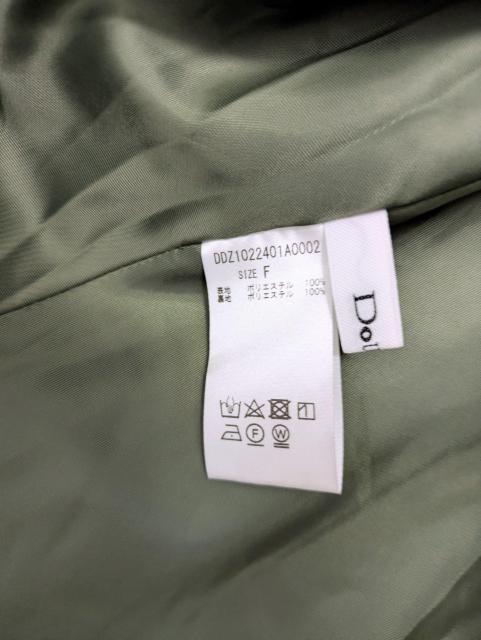 DDZ1022401A0002
SIZE F
表地 ポリエステル 100%
裏地 ポリエステル 100%
F W
Dol